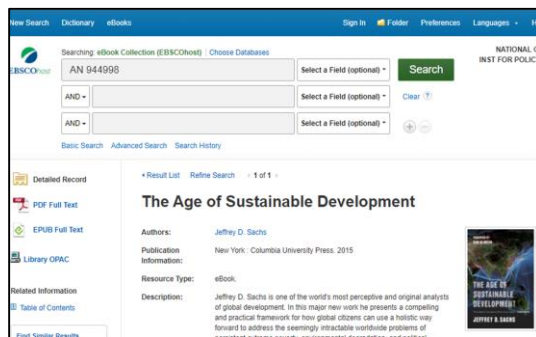 New Search Dictionary eBooks Sign In Folder Preferences Languages
Searching: eBook Collection (EBSCOhost) Choose Databases
NATIONAL
INST FOR POLIC
EBSCOhost
AN 944998 Select a Field (optional) Search
AND Select a Field (optional) Clear ?
AND Select a Field (optional)
Basic Search Advanced Search Search History
Detailed Record
PDF Full Text
EPUB Full Text
Library OPAC
Related Information
Table of Contents
Find Similar Results
Result List Refine Search 1 of 1
The Age of Sustainable Development
Authors: Jeffrey D. Sachs
Publication Information: New York : Columbia University Press. 2015
Resource Type: eBook.
Description: Jeffrey D. Sachs is one of the world's most perceptive and original analysts
of global development. In this major new work he presents a compelling
and practical framework for how global citizens can use a holistic way
forward to address the seemingly intractable worldwide problems of
persistent extreme poverty, environmental degradation, and political
THE AGE OF
SUSTAINABLE
DEVELOPMENT
JEFFREY D. SACHS